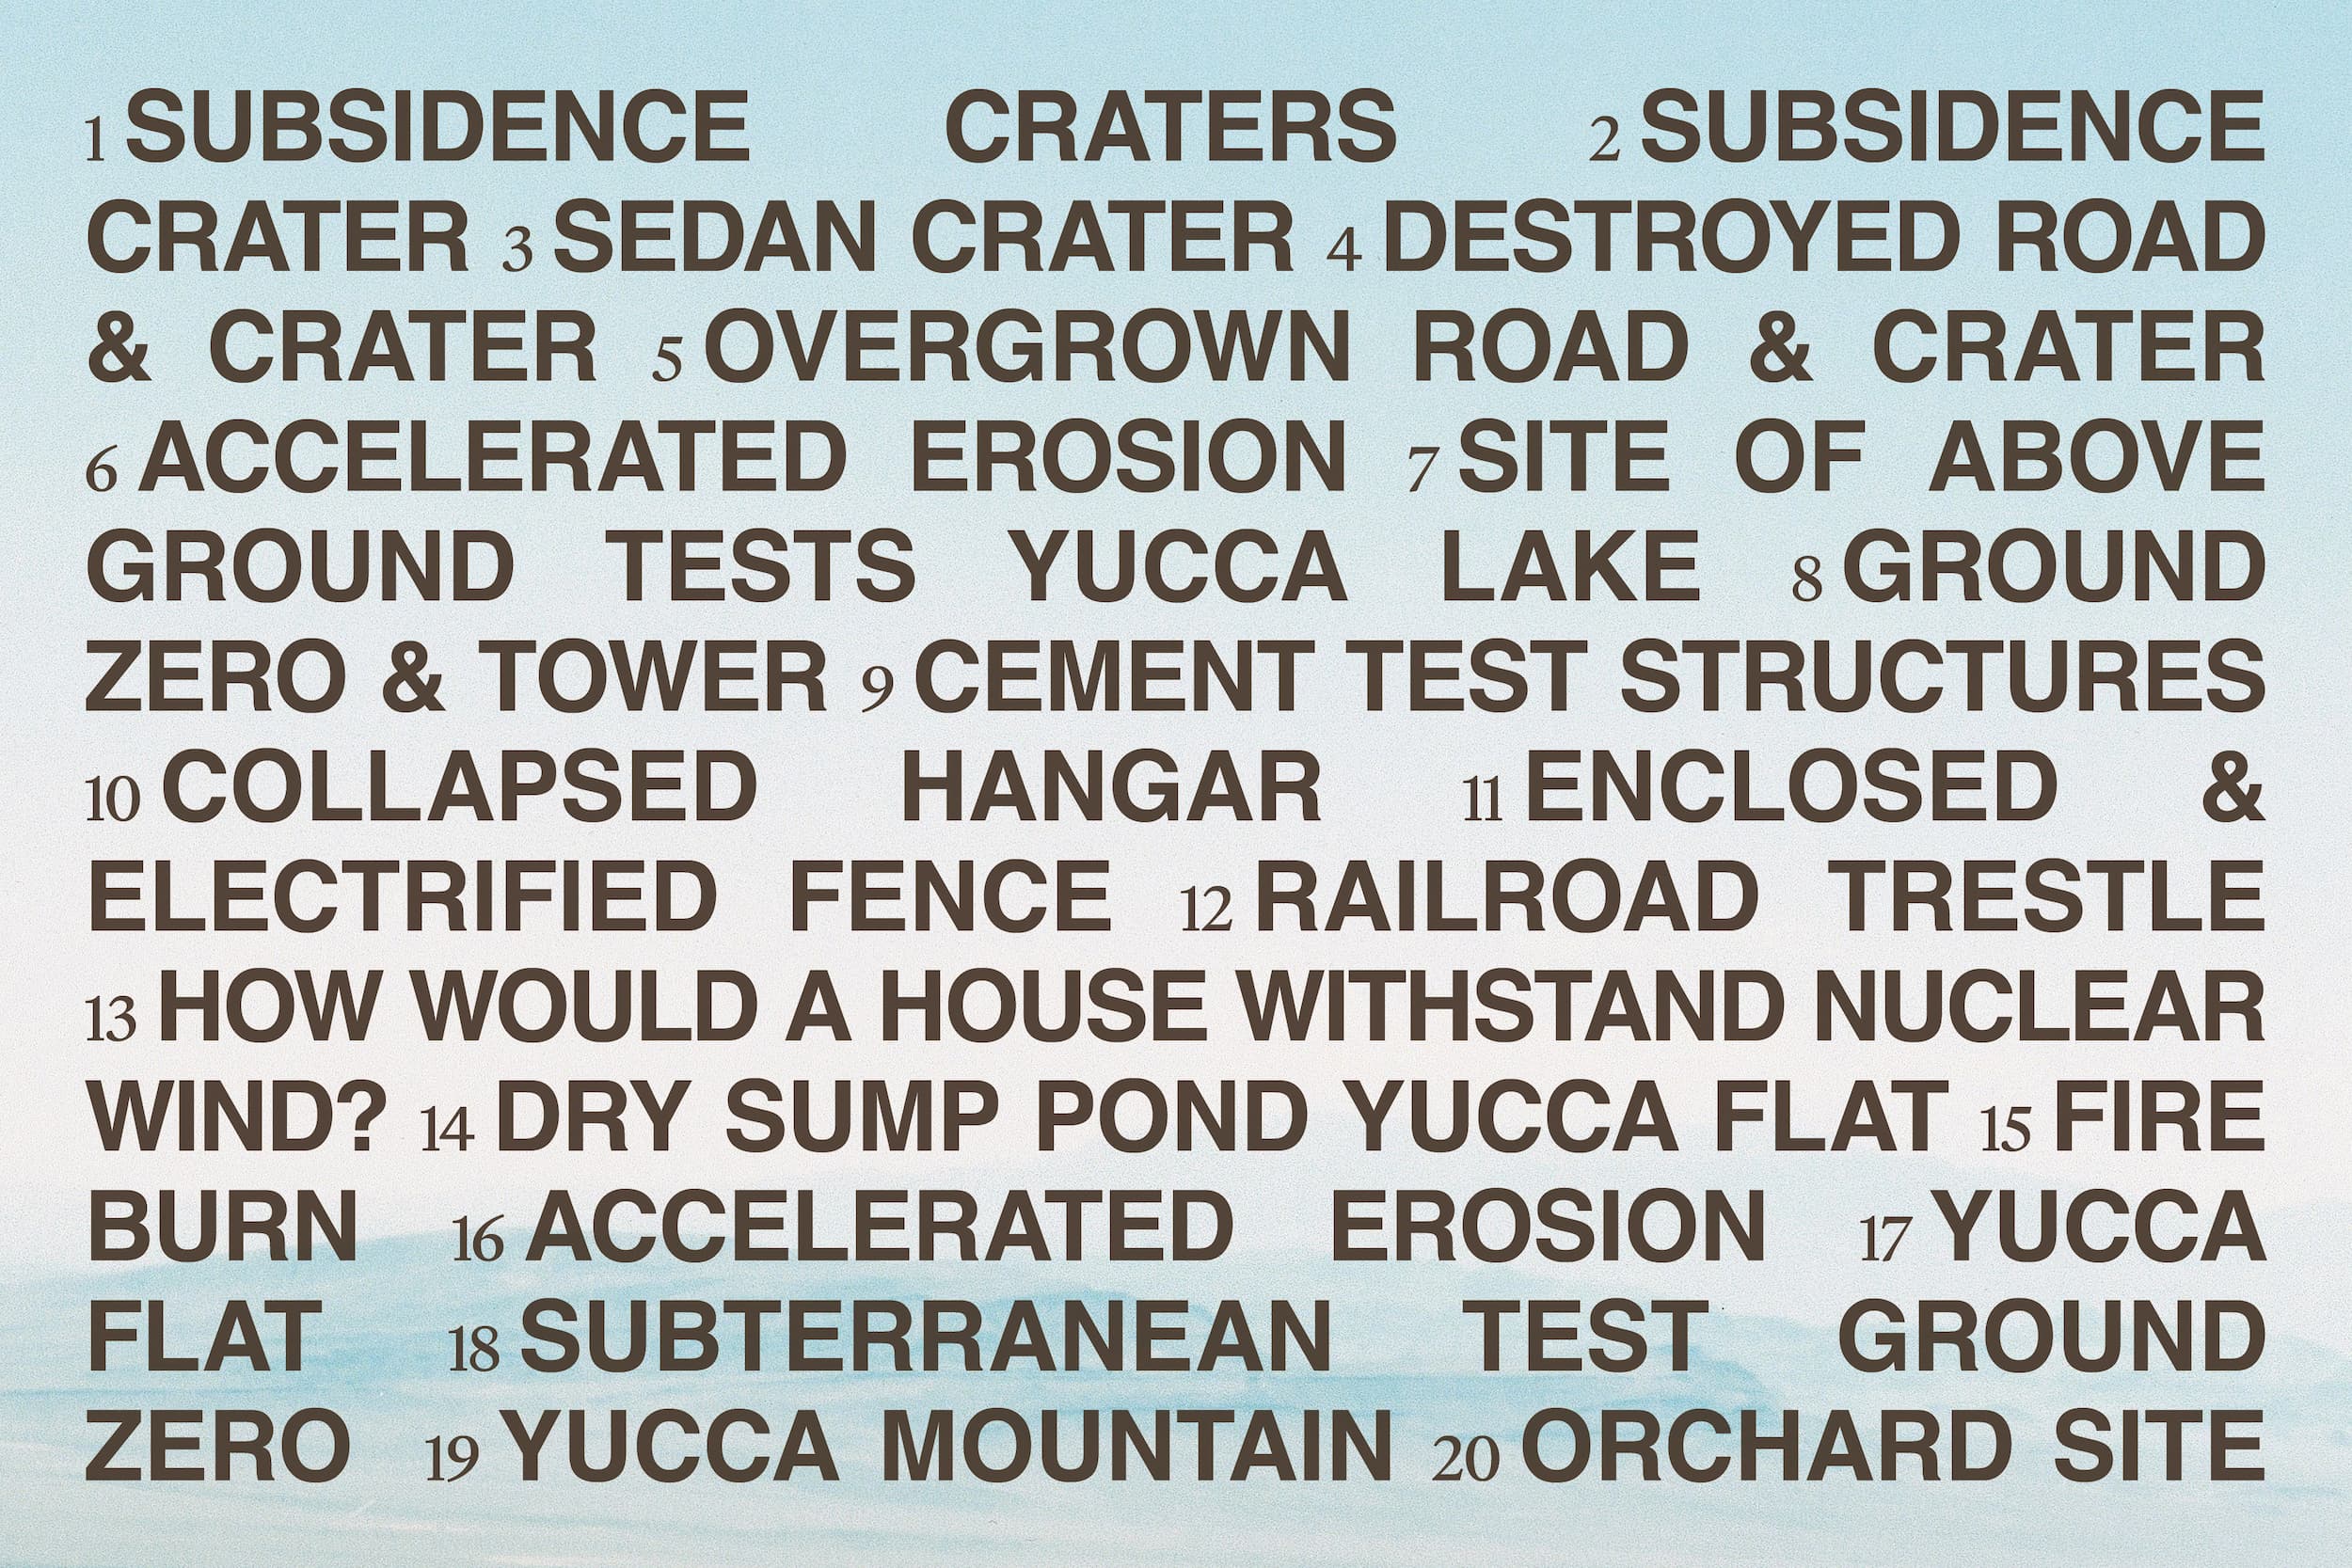 1 SUBSIDENCE CRATERS 2 SUBSIDENCE
CRATER 3 SEDAN CRATER 4 DESTROYED ROAD
& CRATER 5 OVERGROWN ROAD & CRATER
6 ACCELERATED EROSION 7 SITE OF ABOVE
GROUND TESTS YUCCA LAKE 8 GROUND
ZERO & TOWER 9 CEMENT TEST STRUCTURES
10 COLLAPSED HANGAR 11 ENCLOSED &
ELECTRIFIED FENCE 12 RAILROAD TRESTLE
13 HOW WOULD A HOUSE WITHSTAND NUCLEAR
WIND? 14 DRY SUMP POND YUCCA FLAT 15 FIRE
BURN 16 ACCELERATED EROSION 17 YUCCA
FLAT 18 SUBTERRANEAN TEST GROUND
ZERO 19 YUCCA MOUNTAIN 20 ORCHARD SITE